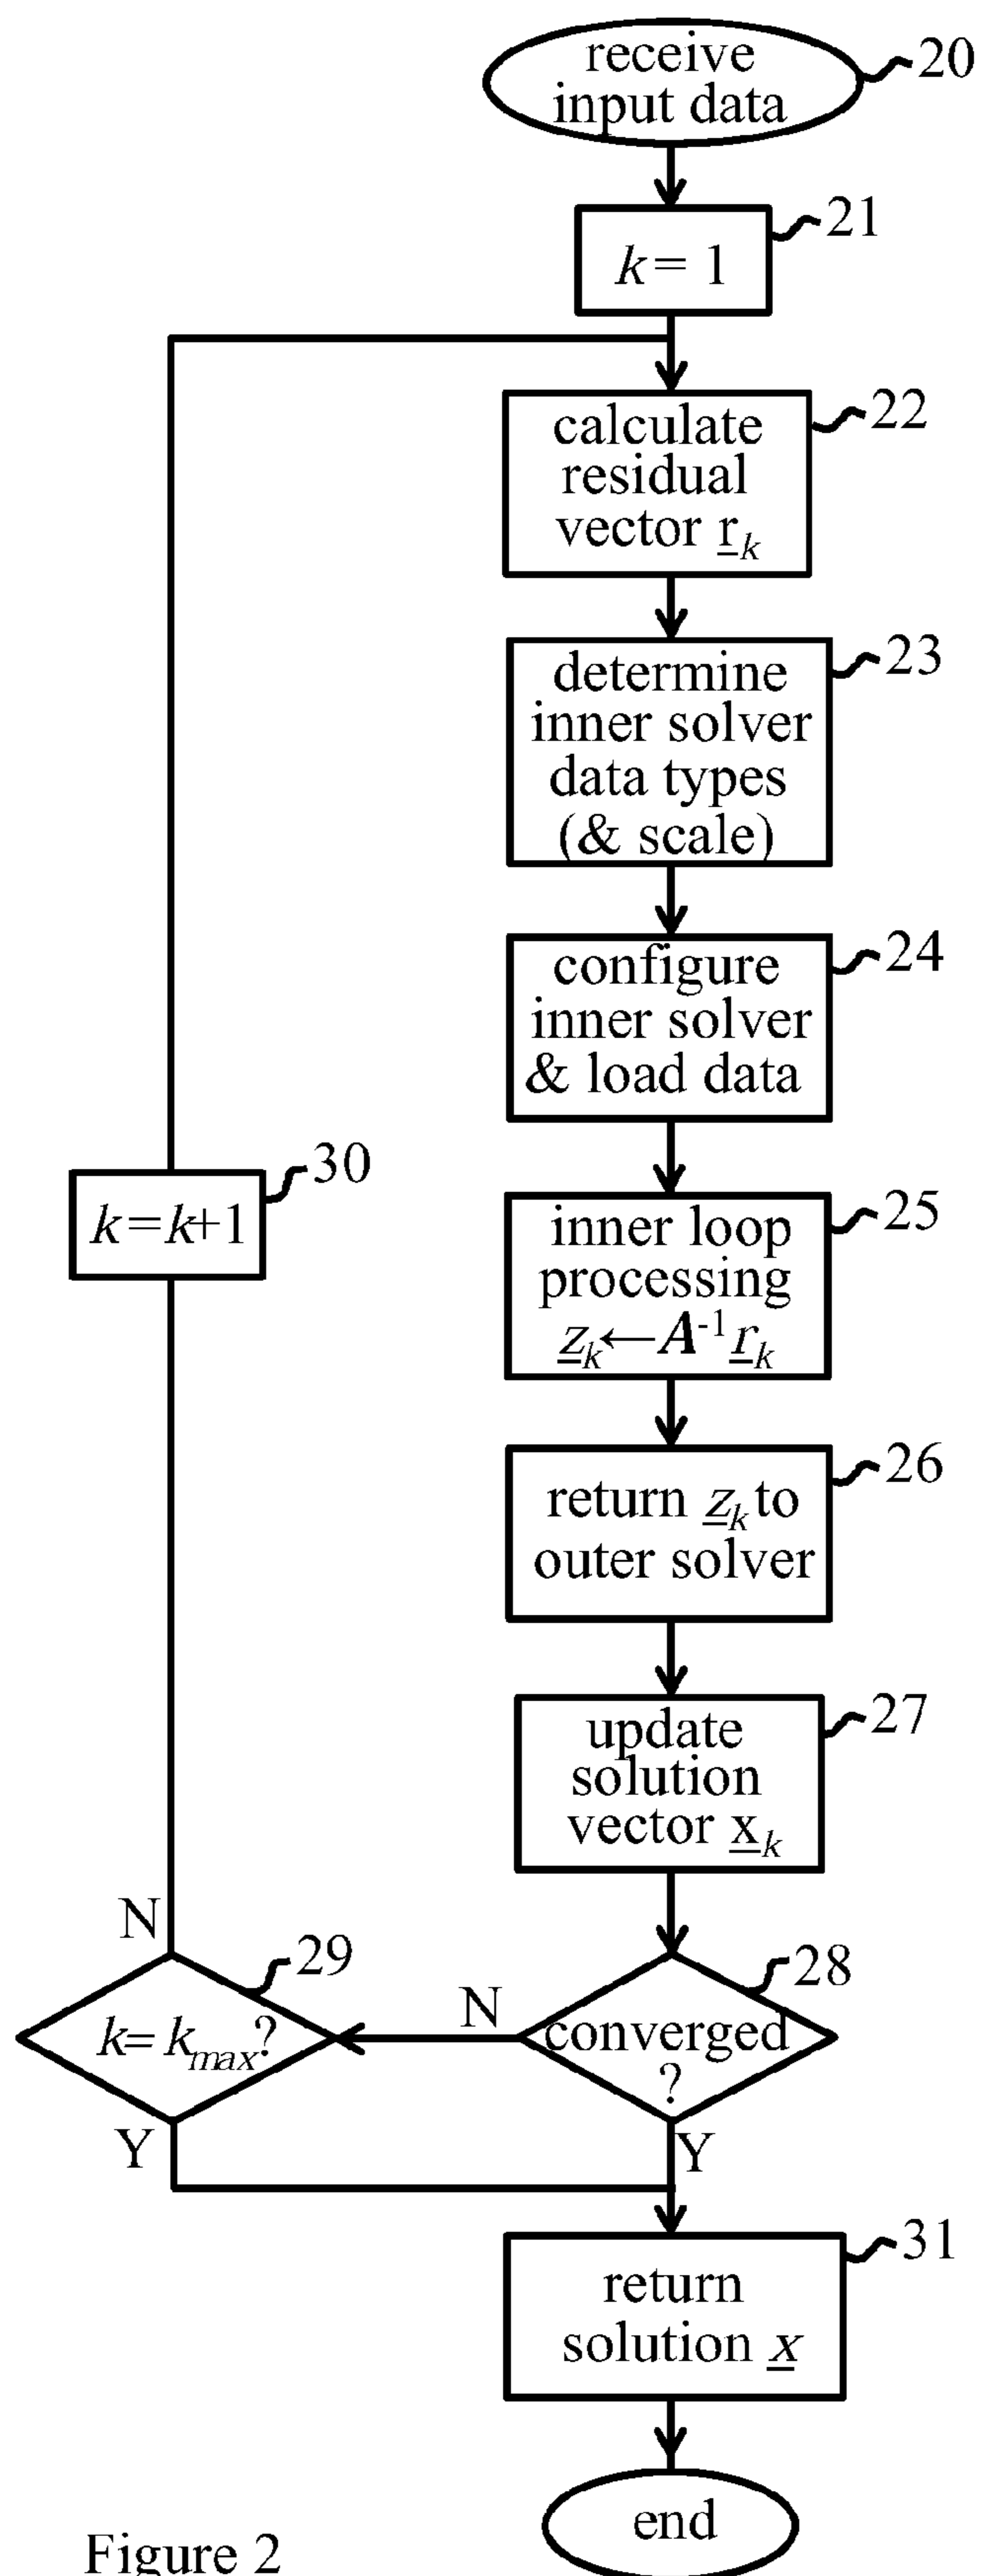 receive
input data
20
k = 1
21
calculate
residual
vector r_k
22
determine
inner solver
data types
(& scale)
23
configure
inner solver
& load data
24
k=k+1
30
inner loop
processing
z_k←A^-1 r_k
25
return z_k to
outer solver
26
update
solution
vector x_k
27
N
k= k_max?
29
Y
N
converged
?
28
Y
return
solution x
31
end
Figure 2